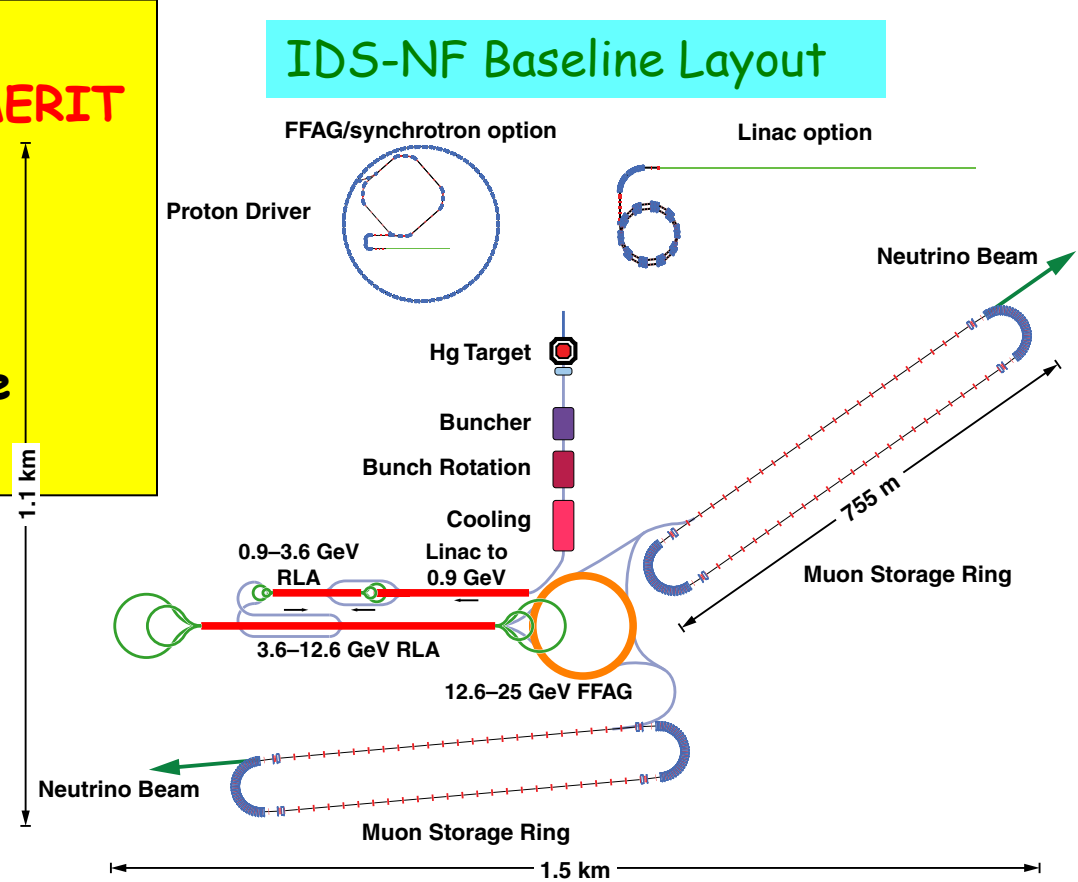 IDS-NF Baseline Layout
FFAG/synchrotron option
Linac option
Proton Driver
Neutrino Beam
Hg Target
Buncher
Bunch Rotation
Cooling
1.1 km
755 m
0.9–3.6 GeV
RLA
Linac to
0.9 GeV
Muon Storage Ring
3.6–12.6 GeV RLA
12.6–25 GeV FFAG
Neutrino Beam
Muon Storage Ring
1.5 km